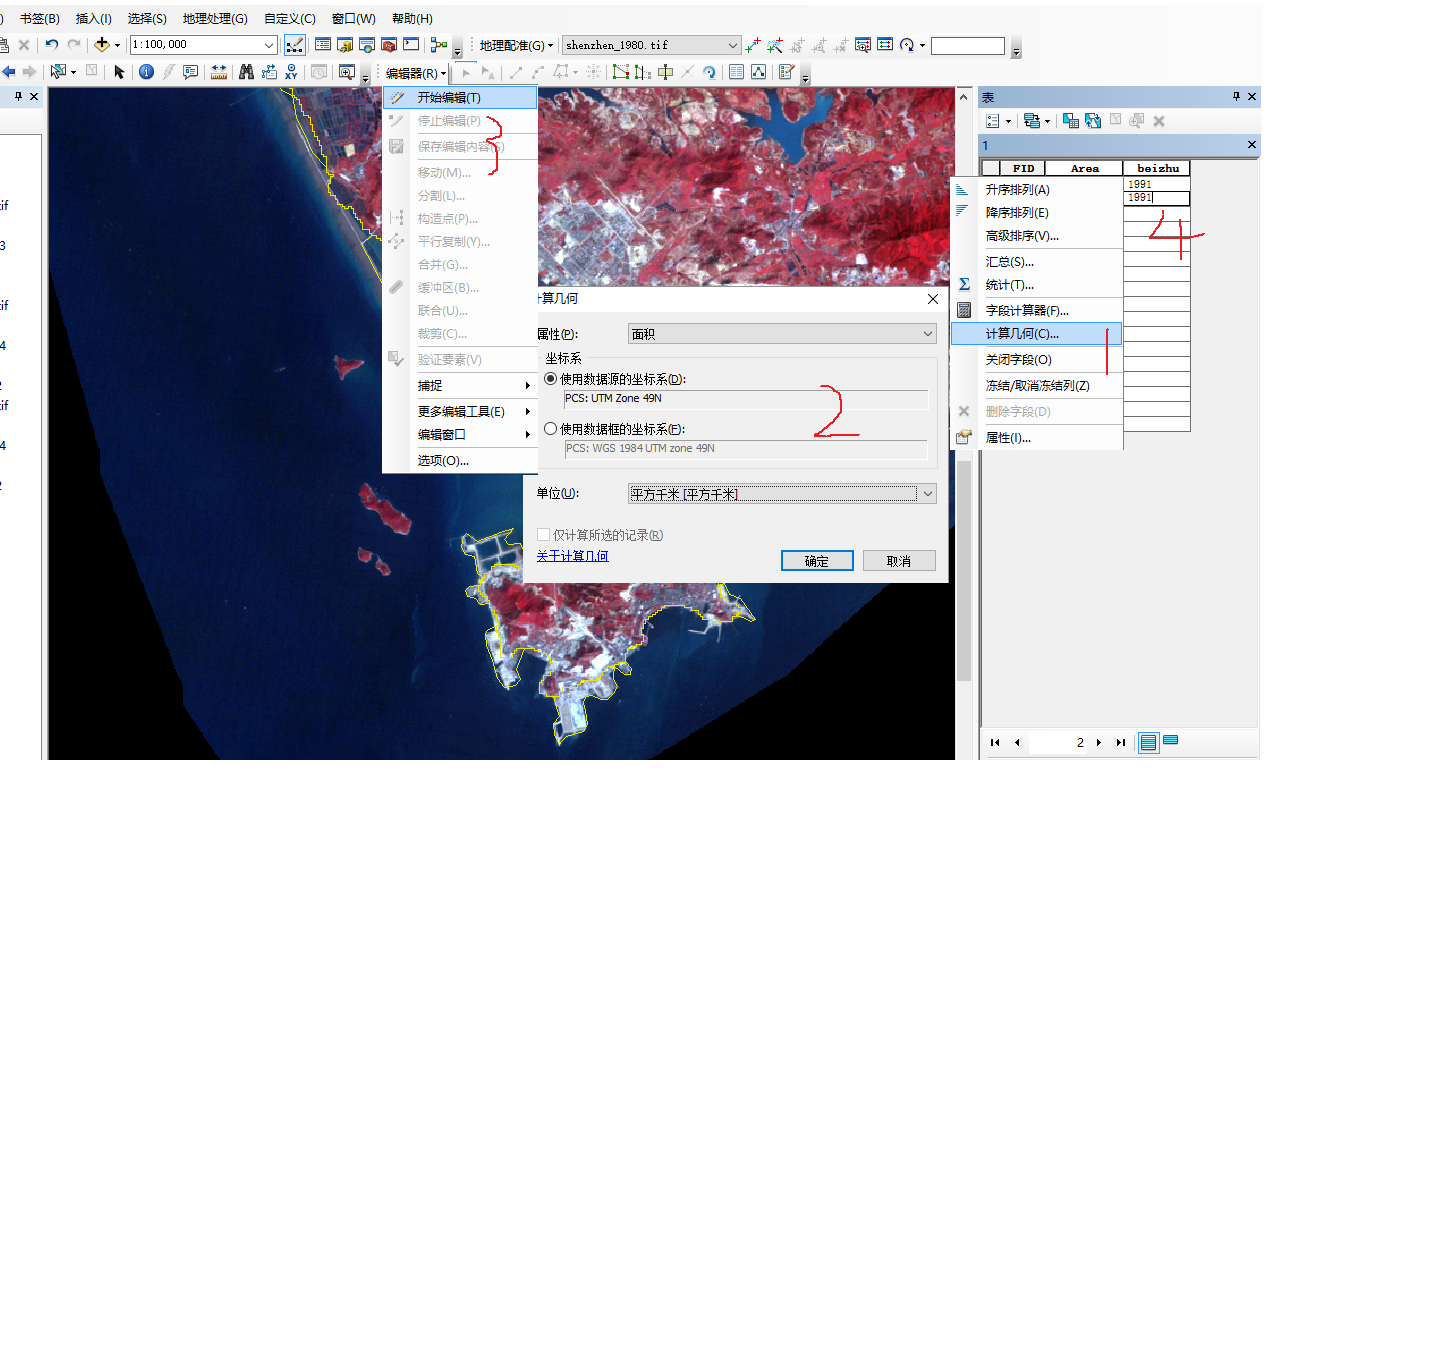 ) 书签(B) 插入(I) 选择(S) 地理处理(G) 自定义(C) 窗口(W) 帮助(H)
1:100,000 地理配准(G) shenzhen_1980.tif
编辑器(R)
开始编辑(T)
停止编辑(P)
保存编辑内容(S)
移动(M)...
分割(L)...
构造点(P)...
平行复制(Y)...
合并(G)...
缓冲区(B)...
联合(U)...
裁剪(C)...
验证要素(V)
捕捉
更多编辑工具(E)
编辑窗口
选项(O)...
3
tif
3
tif
4
2
tif
4
2
计算几何
属性(P): 面积
坐标系
使用数据源的坐标系(D):
PCS: UTM Zone 49N
使用数据框的坐标系(F):
PCS: WGS 1984 UTM zone 49N
2
单位(U): 平方千米 [平方千米]
仅计算所选的记录(R)
关于计算几何
确定 取消
表
1
FID Area beizhu
1991
1991
4
升序排列(A)
降序排列(E)
高级排序(V)...
汇总(S)...
统计(T)...
字段计算器(F)...
计算几何(C)...
1
关闭字段(O)
冻结/取消冻结列(Z)
删除字段(D)
属性(I)...
2